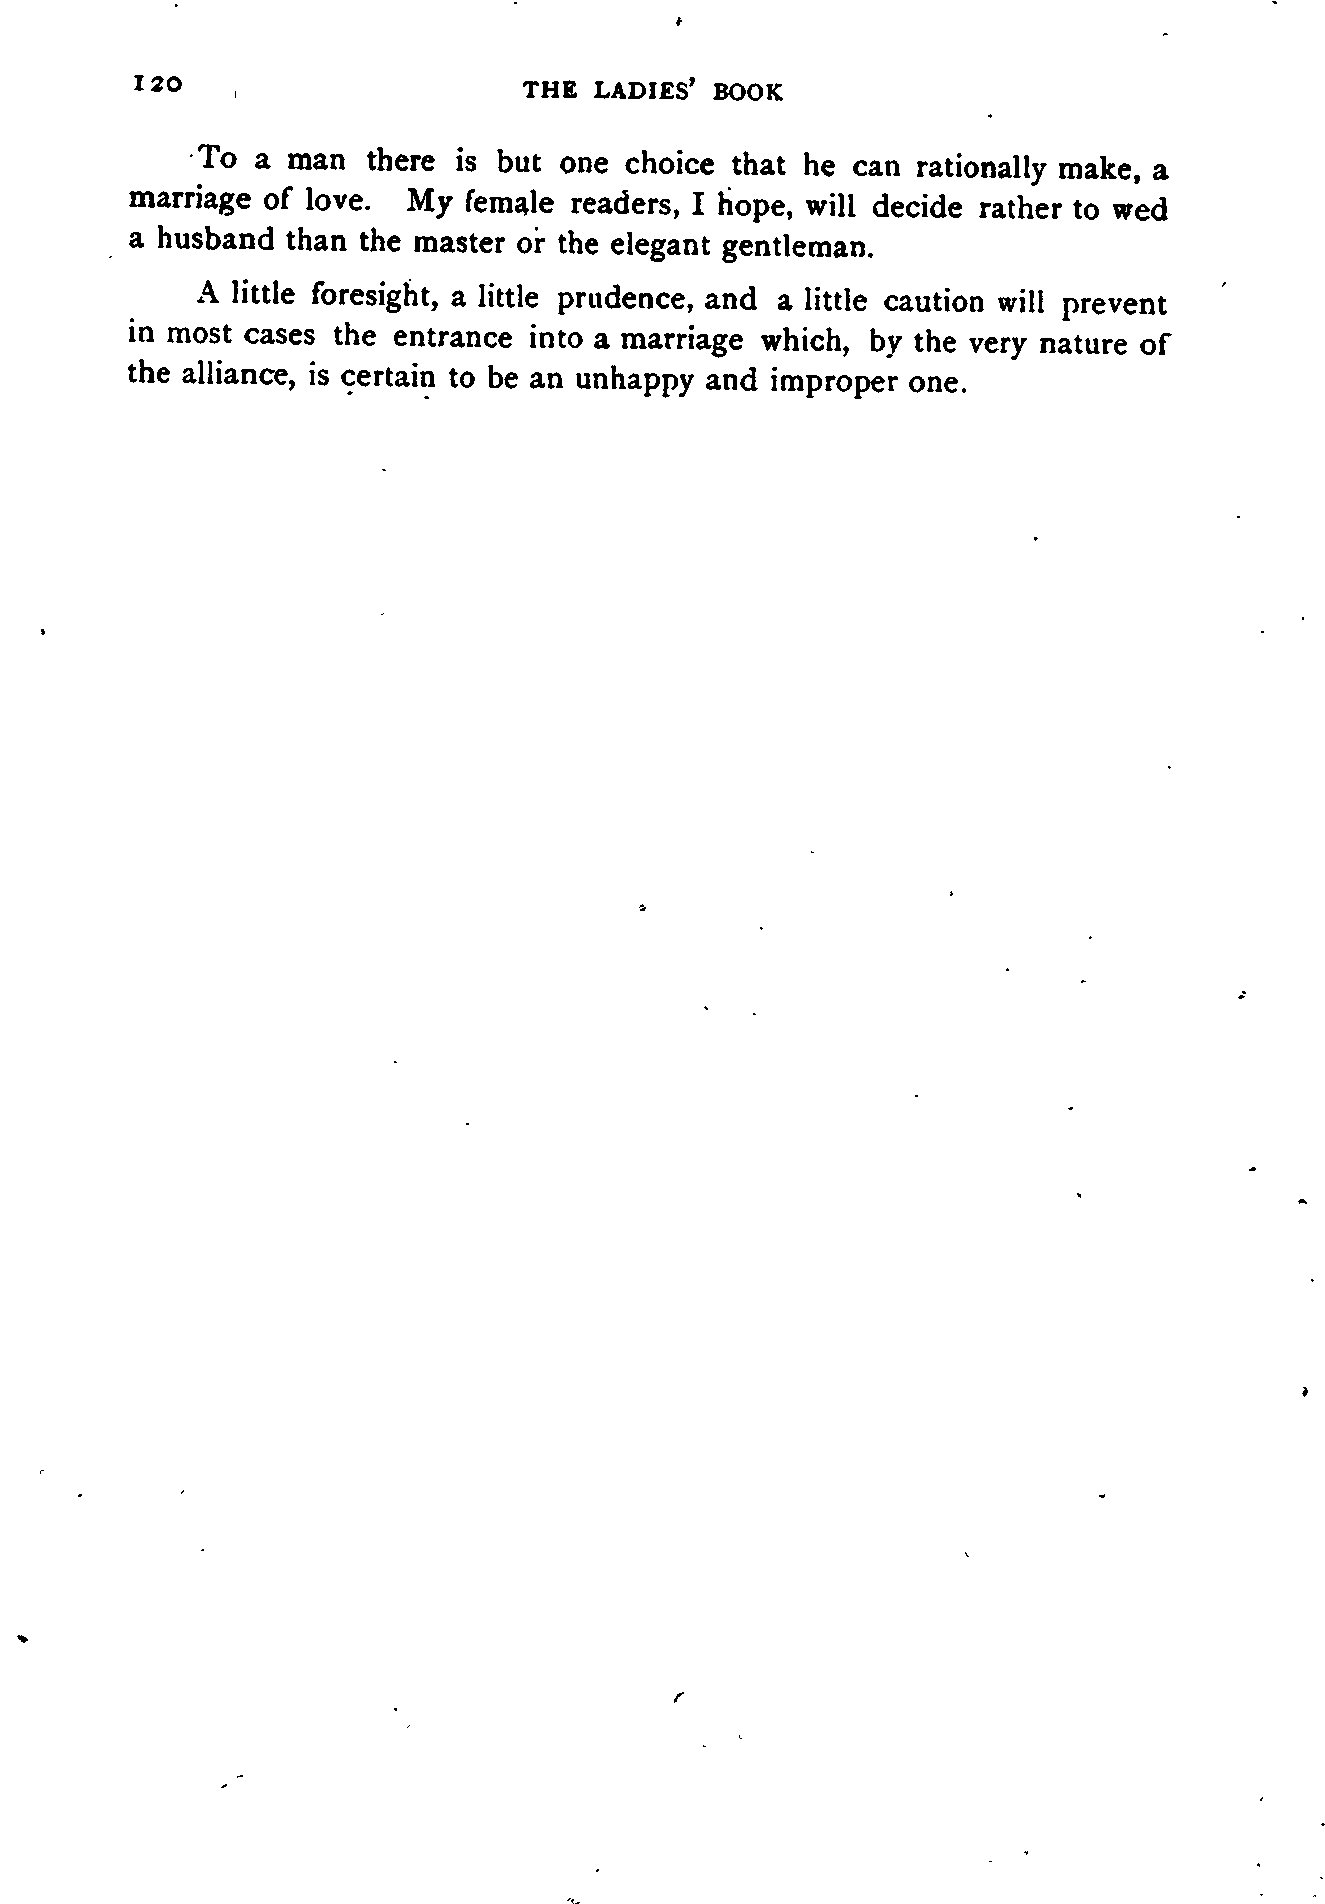 120 THE LADIES' BOOK
To a man there is but one choice that he can rationally make, a
marriage of love. My female readers, I hope, will decide rather to wed
a husband than the master or the elegant gentleman.
A little foresight, a little prudence, and a little caution will prevent
in most cases the entrance into a marriage which, by the very nature of
the alliance, is certain to be an unhappy and improper one.